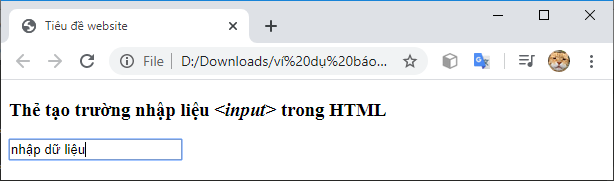 Tiêu đề website
File
D:/Downloads/ví%20dụ%20báo...
Thẻ tạo trường nhập liệu <input> trong HTML
nhập dữ liệu